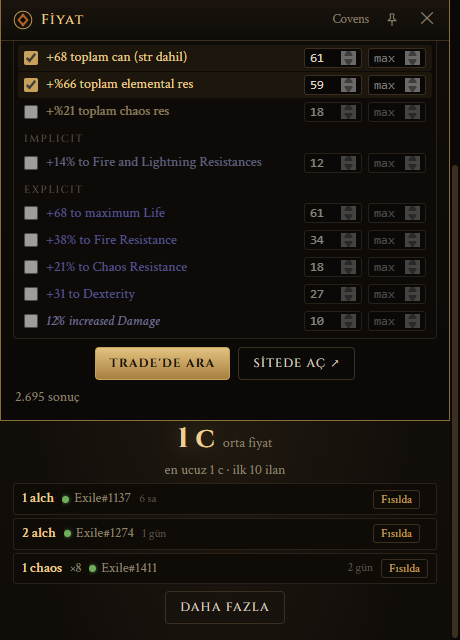 FİYAT
Covens
+68 toplam can (str dahil) 61 max
+%66 toplam elemental res 59 max
+%21 toplam chaos res 18 max
IMPLICIT
+14% to Fire and Lightning Resistances 12 max
EXPLICIT
+68 to maximum Life 61 max
+38% to Fire Resistance 34 max
+21% to Chaos Resistance 18 max
+31 to Dexterity 27 max
12% increased Damage 10 max
TRADE'DE ARA SİTEDE AÇ ↗
2.695 sonuç
1 C orta fiyat
en ucuz 1 c · ilk 10 ilan
1 alch Exile#1137 6 sa Fısılda
2 alch Exile#1274 1 gün Fısılda
1 chaos ×8 Exile#1411 2 gün Fısılda
DAHA FAZLA